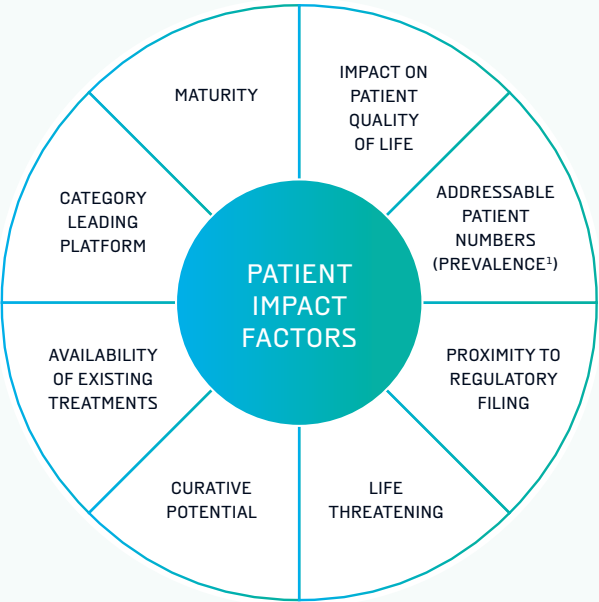 PATIENT
IMPACT
FACTORS
IMPACT ON
PATIENT
QUALITY
OF LIFE
ADDRESSABLE
PATIENT
NUMBERS
(PREVALENCE¹)
PROXIMITY TO
REGULATORY
FILING
LIFE
THREATENING
CURATIVE
POTENTIAL
AVAILABILITY
OF EXISTING
TREATMENTS
CATEGORY
LEADING
PLATFORM
MATURITY